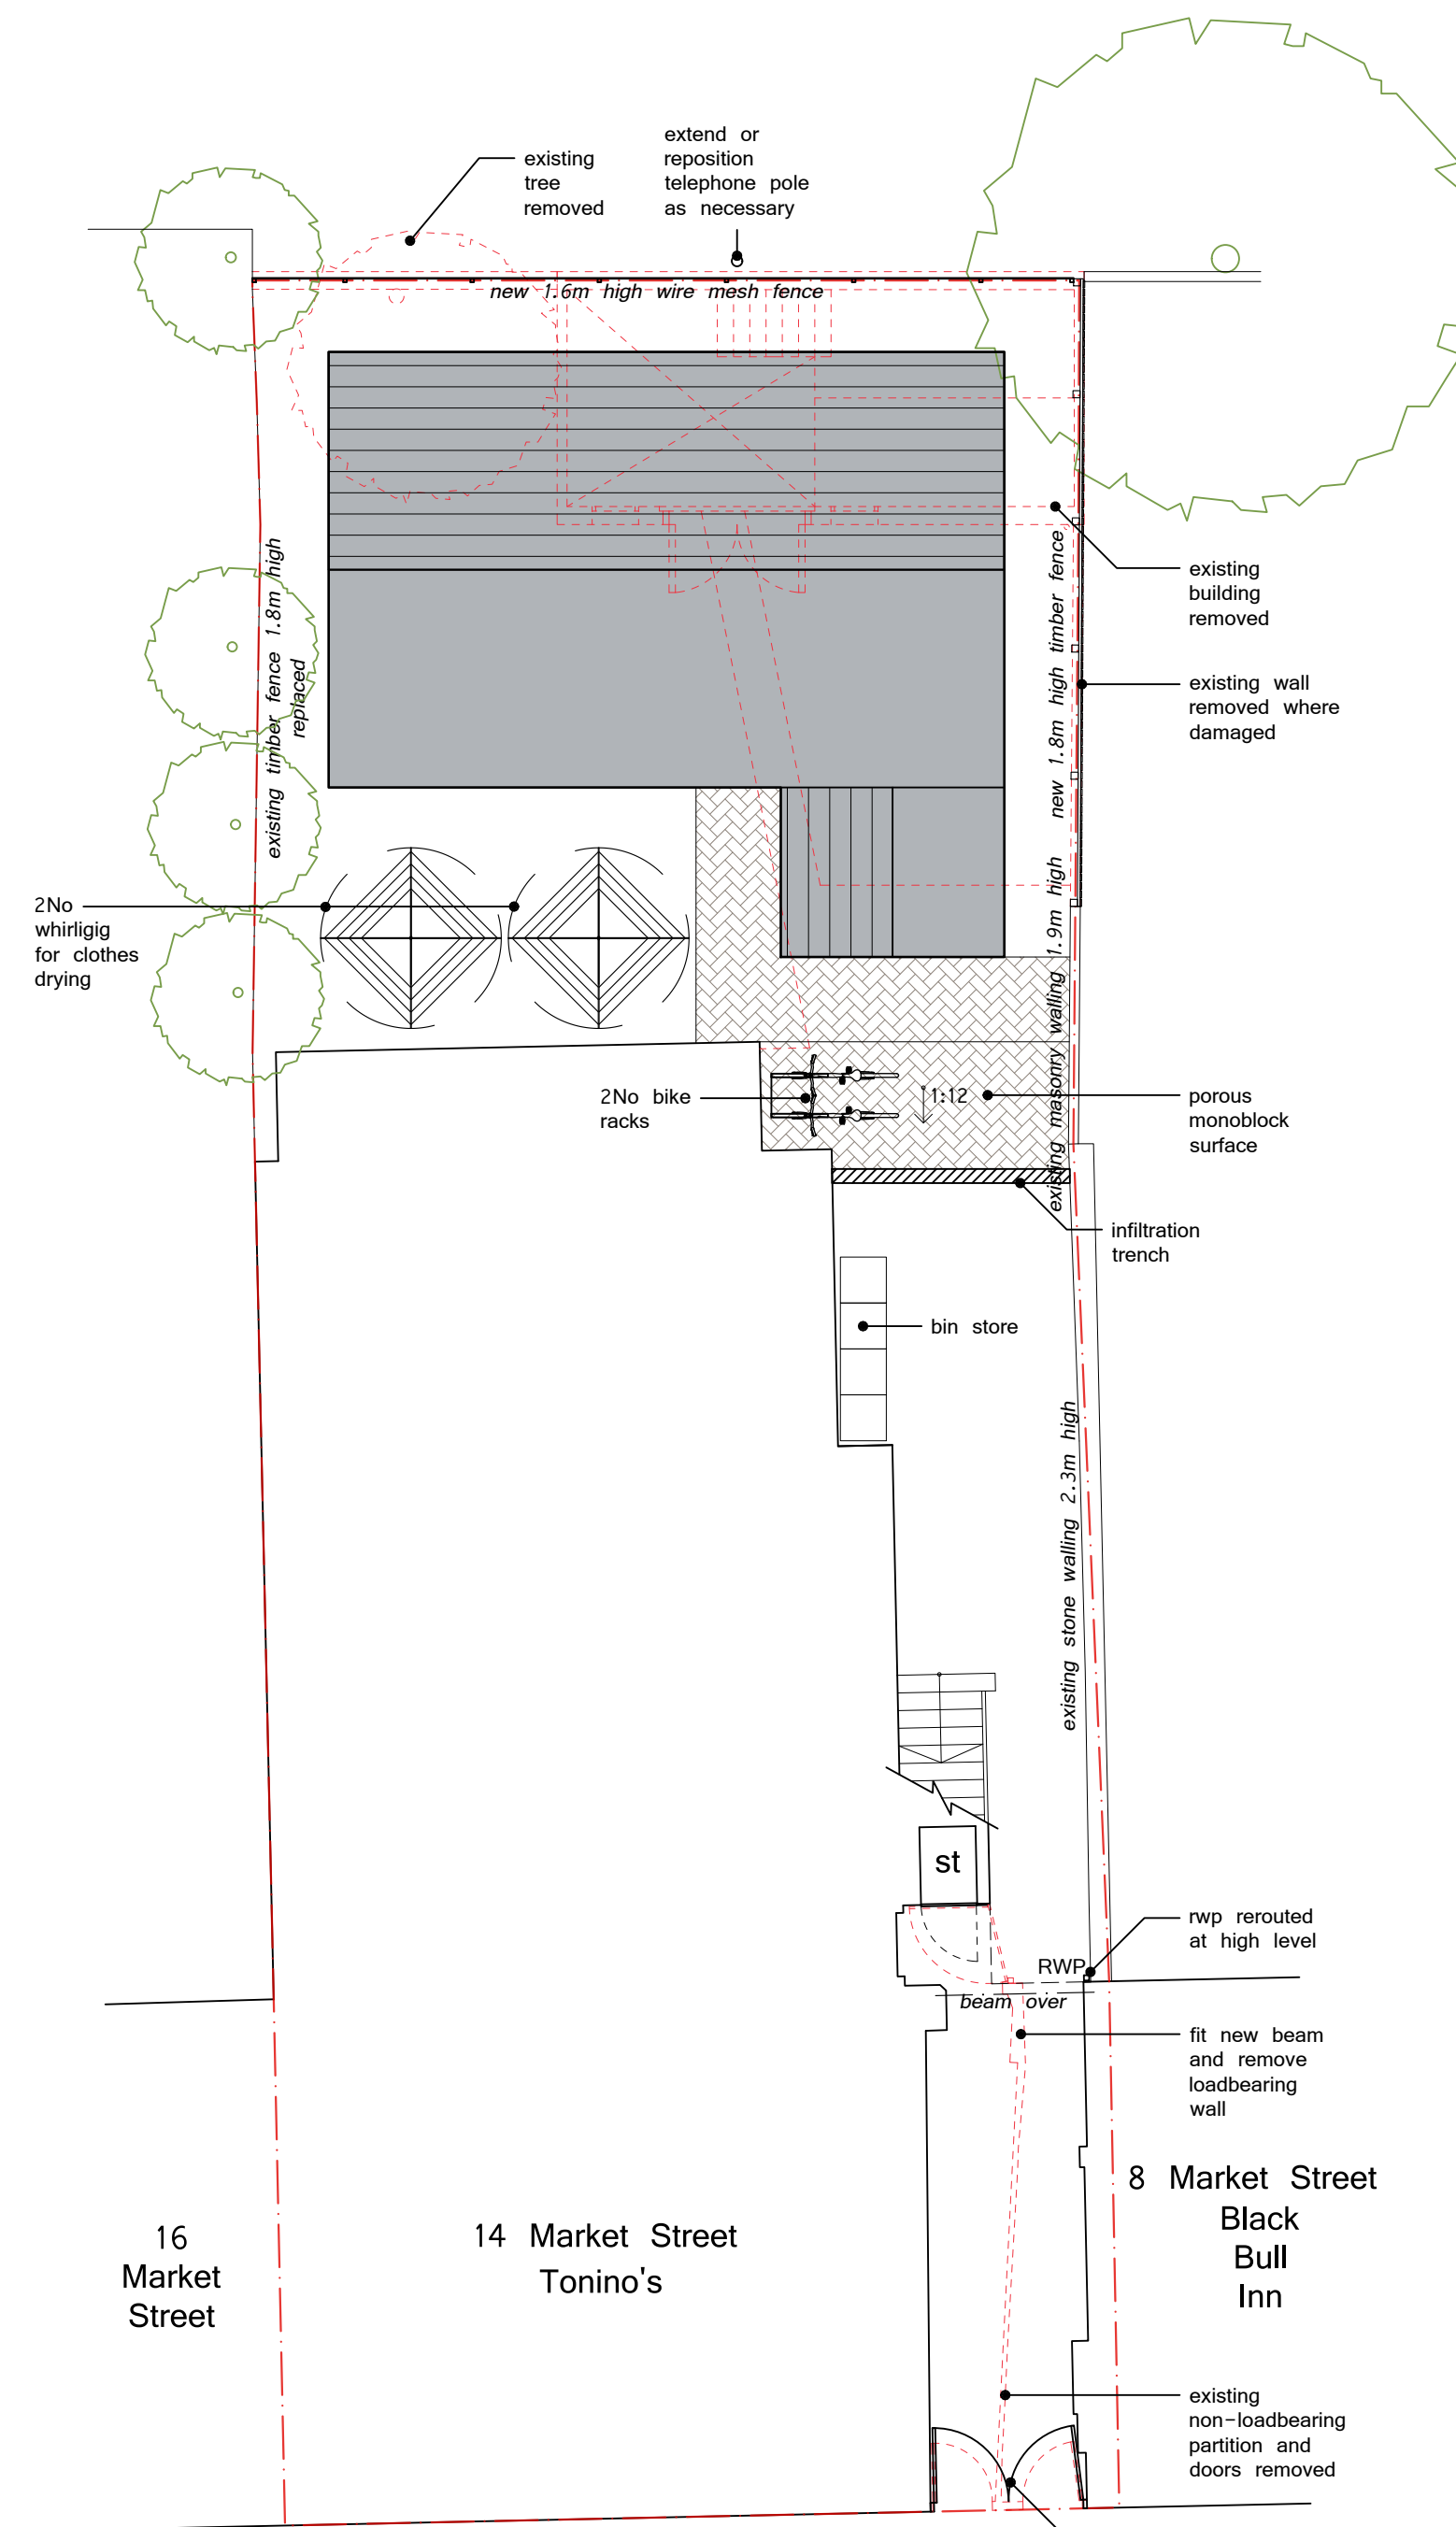 existing
tree
removed
extend or
reposition
telephone pole
as necessary
new 1.6m high wire mesh fence
existing timber fence 1.8m high
replaced
new 1.8m high timber fence
existing
building
removed
existing wall
removed where
damaged
2No
whirligig
for clothes
drying
existing masonry walling 1.9m high
2No bike
racks
1:12
porous
monoblock
surface
infiltration
trench
bin store
existing stone walling 2.3m high
st
rwp rerouted
at high level
RWP
beam over
fit new beam
and remove
loadbearing
wall
8 Market Street
Black
Bull
Inn
14 Market Street
Tonino's
16
Market
Street
existing
non-loadbearing
partition and
doors removed